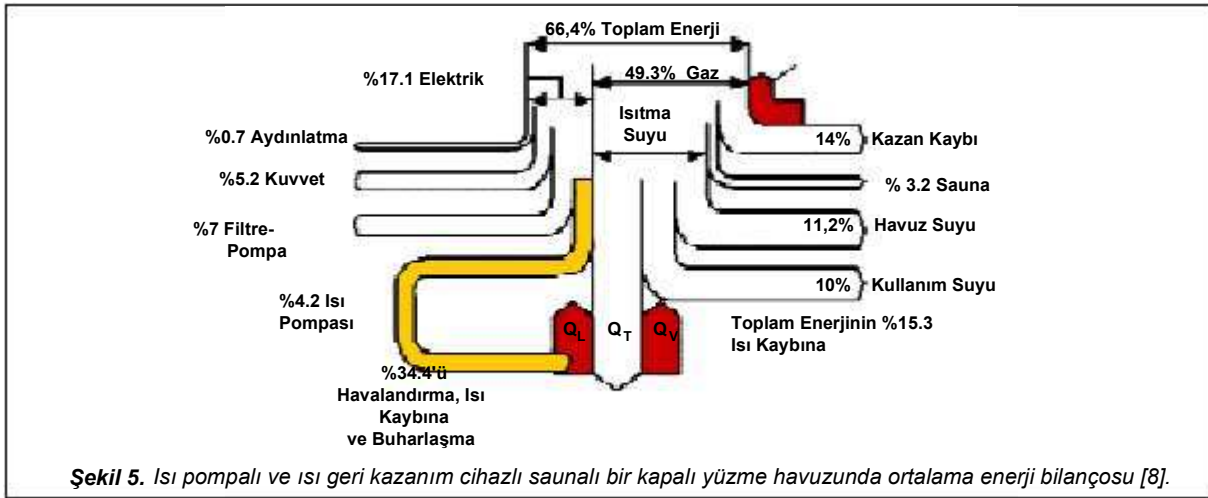 66,4% Toplam Enerji
%17.1 Elektrik
49.3% Gaz
Isıtma
Suyu
%0.7 Aydınlatma
14% Kazan Kaybı
%5.2 Kuvvet
% 3.2 Sauna
%7 Filtre-
Pompa
11,2% Havuz Suyu
10% Kullanım Suyu
%4.2 Isı
Pompası
QL QT QV
Toplam Enerjinin %15.3
Isı Kaybına
%34.4'ü
Havalandırma, Isı
Kaybına
ve Buharlaşma
Şekil 5. Isı pompalı ve ısı geri kazanım cihazlı saunalı bir kapalı yüzme havuzunda ortalama enerji bilançosu [8].